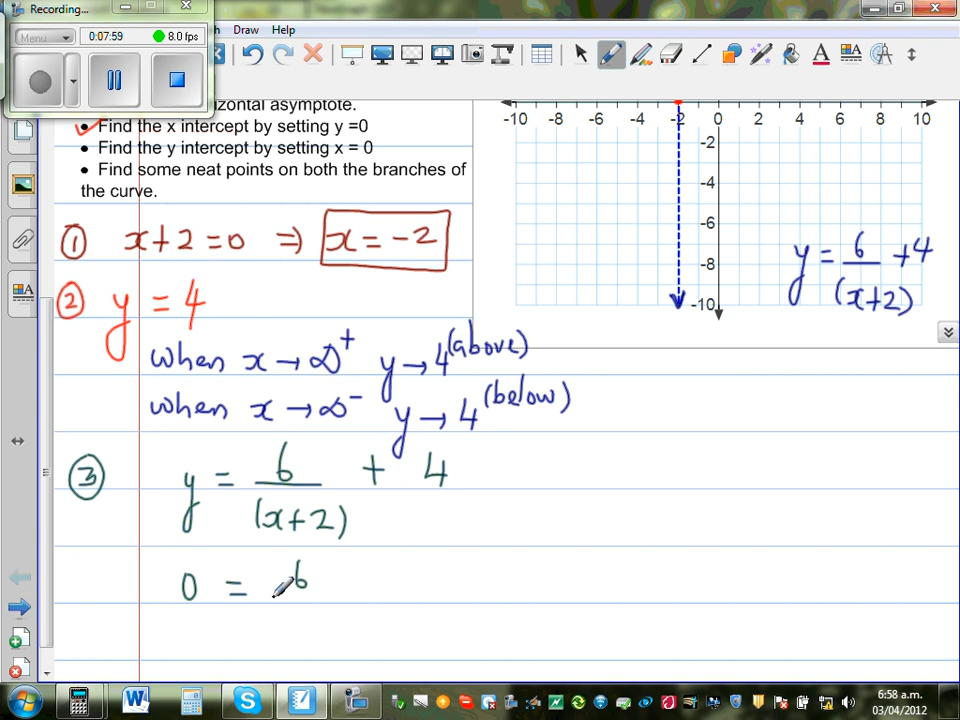 Recording...
Menu
00:07:59
8.0 fps
Draw Help
horizontal asymptote.
• Find the x intercept by setting y =0
• Find the y intercept by setting x = 0
• Find some neat points on both the branches of
the curve.
-10 -8 -6 -4 -2 0 2 4 6 8 10
-2
-4
-6
-8
-10
y = 6/(x+2) +4
① x+2=0 ⇒ x = -2
② y = 4
when x → ∞⁺ y → 4 (above)
when x → ∞⁻ y → 4 (below)
③ y = 6/(x+2) + 4
0 = 6
6:58 a.m.
03/04/2012